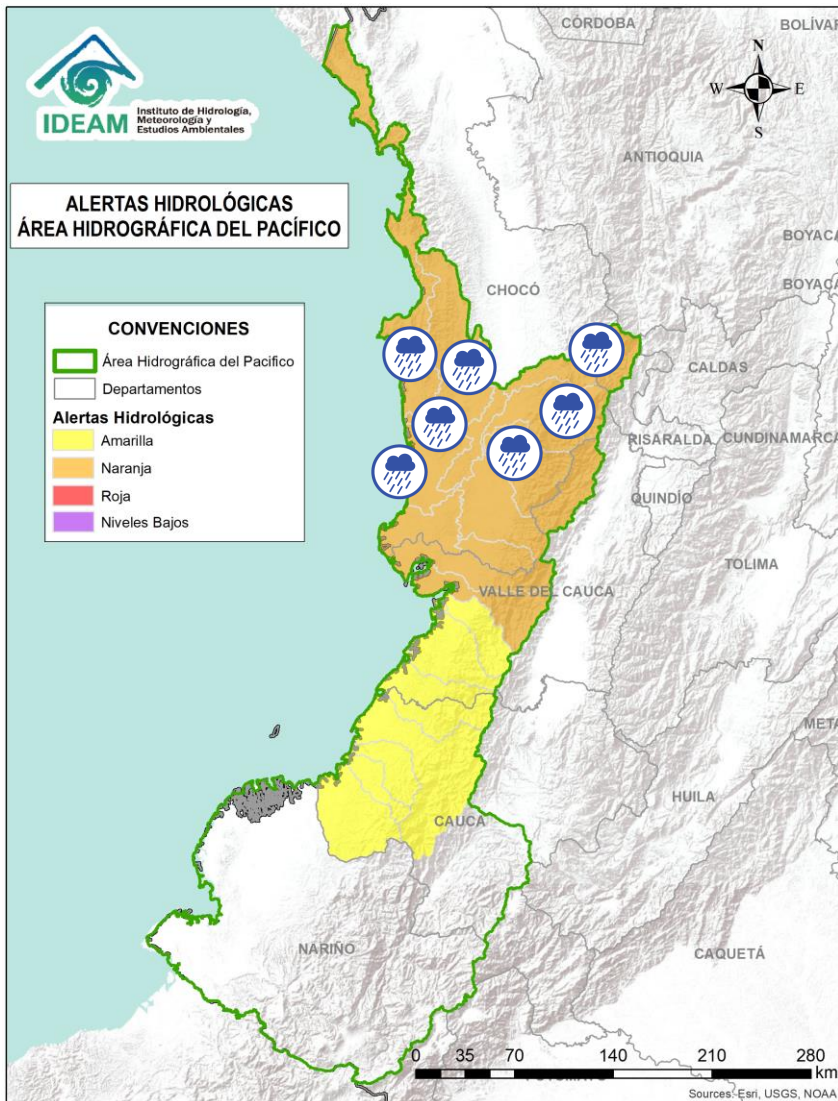 CÓRDOBA
BOLÍVAR
N
W
E
S
IDEAM
Instituto de Hidrología,
Meteorología y
Estudios Ambientales
ANTIOQUIA
ALERTAS HIDROLÓGICAS
ÁREA HIDROGRÁFICA DEL PACÍFICO
BOYACÁ
BOYACÁ
CHOCÓ
CONVENCIONES
Área Hidrográfica del Pacifico
Departamentos
Alertas Hidrológicas
Amarilla
Naranja
Roja
Niveles Bajos
CALDAS
RISARALDA
CUNDINAMARCA
QUINDÍO
TOLIMA
VALLE DEL CAUCA
META
HUILA
CAUCA
NARIÑO
CAQUETÁ
0 35 70 140 210 280
km
Sources: Esri, USGS, NOAA